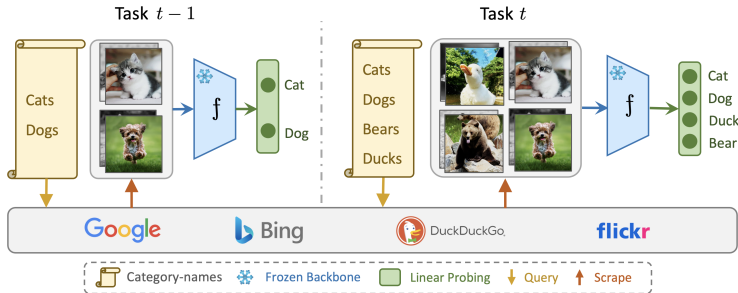 Task t − 1
Task t
Cats
Dogs
f
Cat
Dog
Cats
Dogs
Bears
Ducks
f
Cat
Dog
Duck
Bear
Google
Bing
DuckDuckGo.
flickr
Category-names
Frozen Backbone
Linear Probing
Query
Scrape